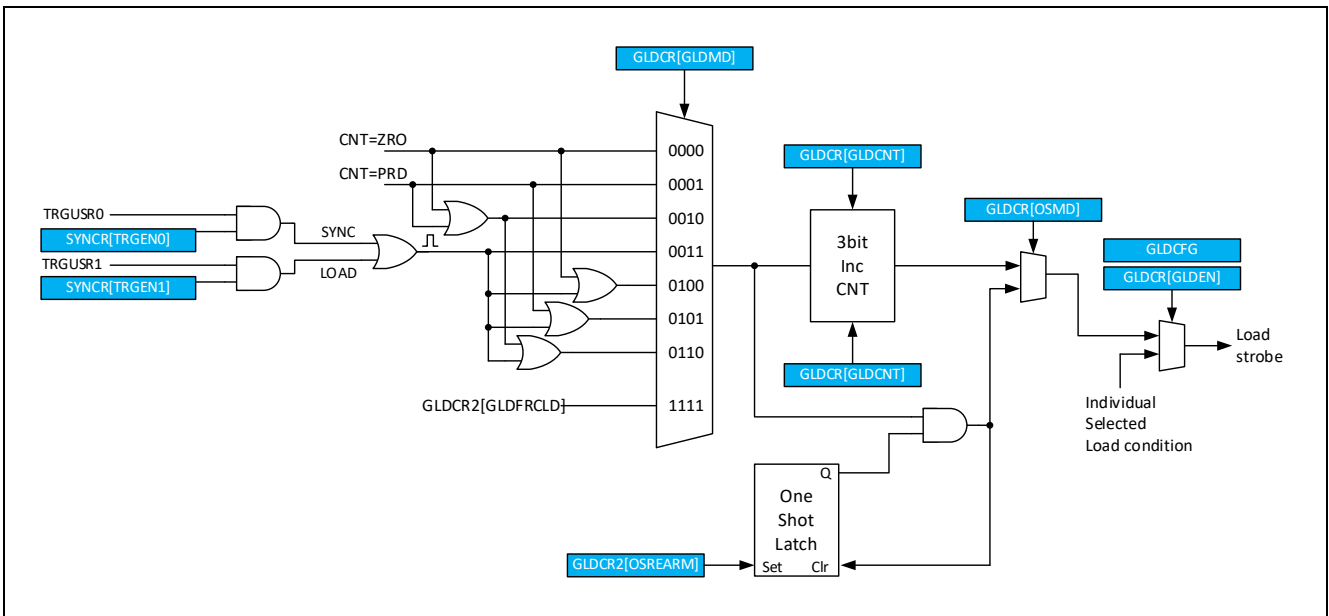 GLDCR[GLDMD]
CNT=ZRO
0000
GLDCR[GLDCNT]
CNT=PRD
0001
TRGUSR0
SYNCR[TRGEN0]
SYNC
0010
GLDCR[OSMD]
TRGUSR1
SYNCR[TRGEN1]
LOAD
0011
3bit
Inc
CNT
GLDCFG
GLDCR[GLDEN]
0100
0101
0110
Load
strobe
GLDCR[GLDCNT]
GLDCR2[GLDFRCLD]
1111
Individual
Selected
Load condition
Q
One
Shot
Latch
GLDCR2[OSREARM]
Set Clr